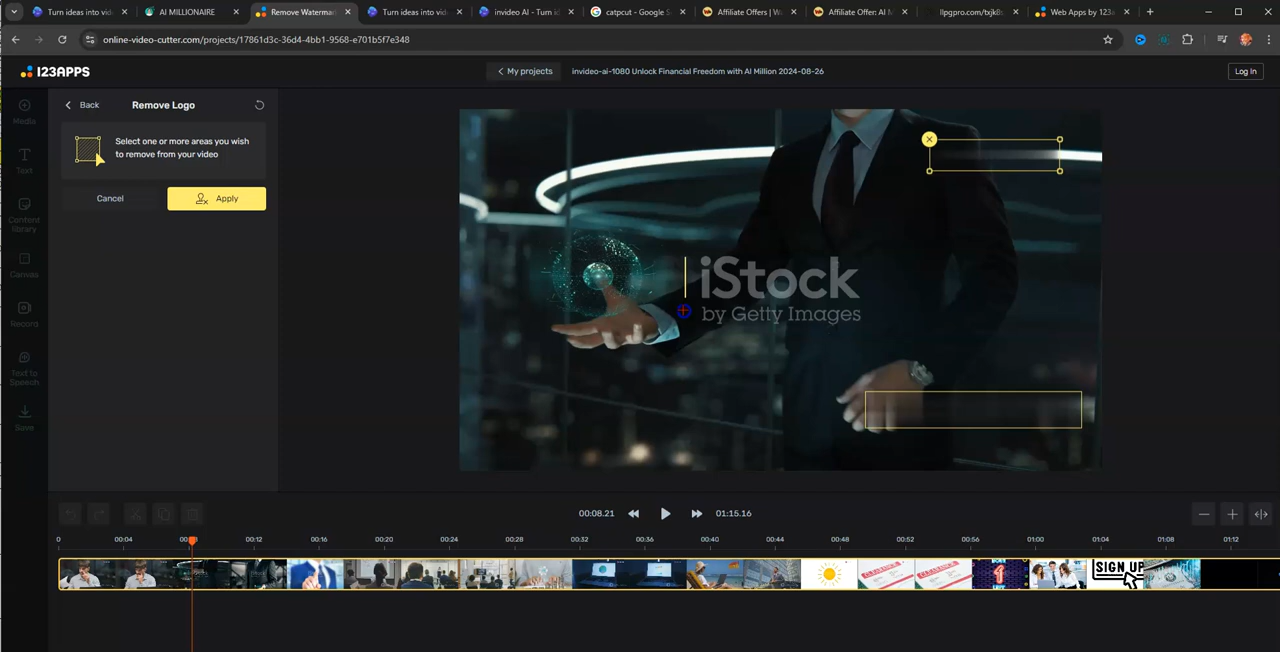 Turn ideas into vide
AI MILLIONAIRE
Remove Waterma
Turn ideas into vide
invideo AI - Turn id
catpcut - Google S
Affiliate Offers | W
Affiliate Offer: AI M
llpgpro.com/txjk8s
Web Apps by 123a
online-video-cutter.com/projects/17861d3c-36d4-4bb1-9568-e701b5f7e348
123APPS
My projects
invideo-ai-1080 Unlock Financial Freedom with AI Million 2024-08-26
Log In
Media
Text
Content library
Canvas
Record
Text to Speech
Save
Back
Remove Logo
Select one or more areas you wish
to remove from your video
Cancel
Apply
iStock
by Getty Images
00:08.21
01:15.16
0
00:04
00:12
00:16
00:20
00:24
00:28
00:32
00:36
00:40
00:44
00:48
00:52
00:56
01:00
01:04
01:08
01:12
CLEARANCE
CLEARANCE
SIGN UP